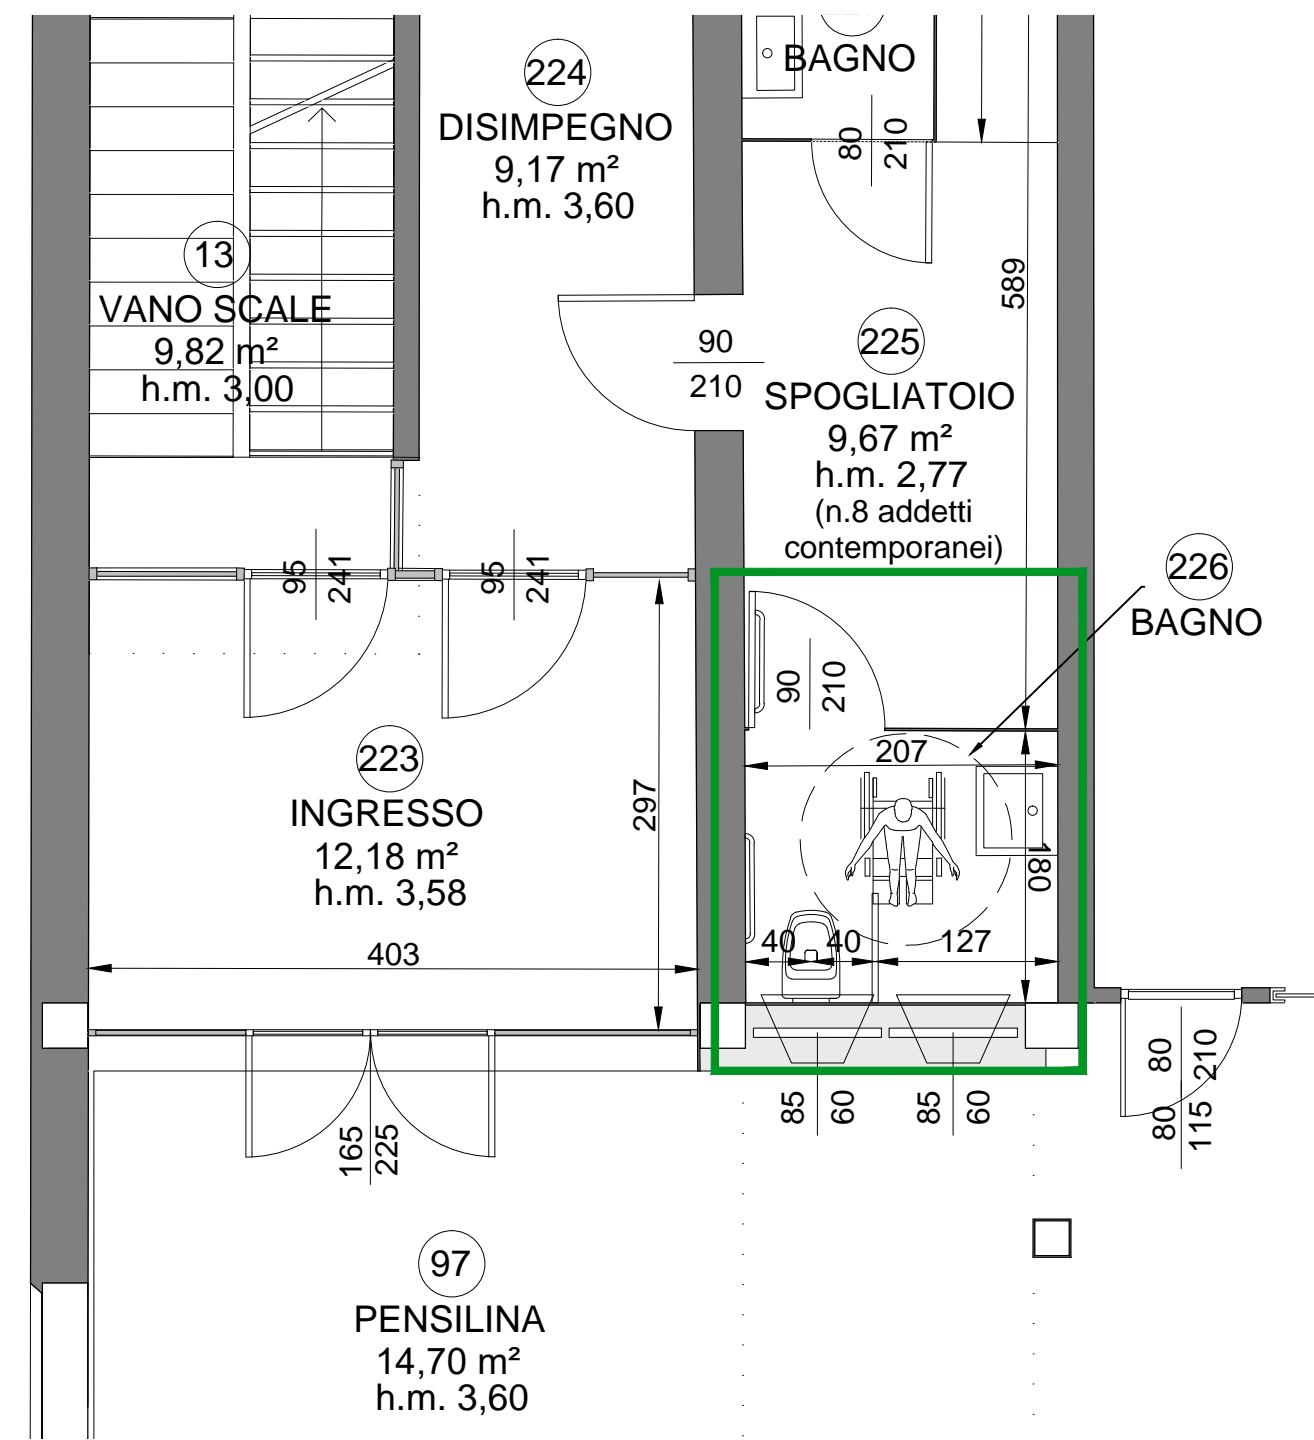 BAGNO
80
210
224
DISIMPEGNO
9,17 m²
h.m. 3,60
13
VANO SCALE
9,82 m²
h.m. 3,00
589
90
210
225
SPOGLIATOIO
9,67 m²
h.m. 2,77
(n.8 addetti
contemporanei)
95
241
95
241
226
BAGNO
90
210
223
INGRESSO
12,18 m²
h.m. 3,58
297
207
180
403
40
40
127
85
60
85
60
80
210
80
115
165
225
97
PENSILINA
14,70 m²
h.m. 3,60